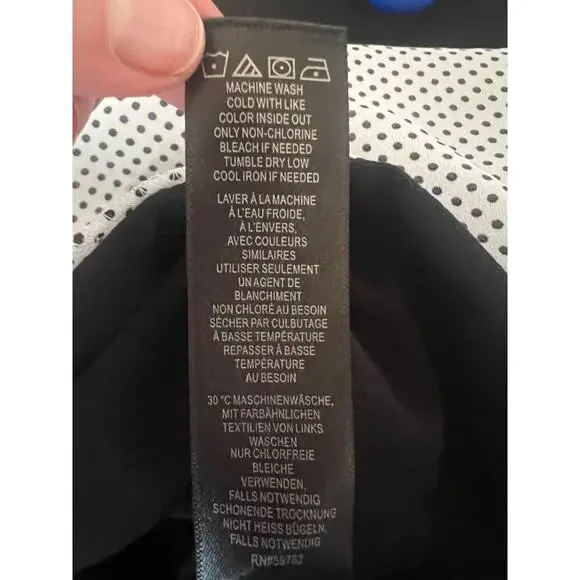 MACHINE WASH
COLD WITH LIKE
COLOR INSIDE OUT
ONLY NON-CHLORINE
BLEACH IF NEEDED
TUMBLE DRY LOW
COOL IRON IF NEEDED
LAVER À LA MACHINE
À L'EAU FROIDE,
À L'ENVERS,
AVEC COULEURS
SIMILAIRES
UTILISER SEULEMENT
UN AGENT DE
BLANCHIMENT
NON CHLORÉ AU BESOIN
SÉCHER PAR CULBUTAGE
À BASSE TEMPÉRATURE
REPASSER À BASSE
TEMPÉRATURE
AU BESOIN
30 °C MASCHINENWÄSCHE,
MIT FARBÄHNLICHEN
TEXTILIEN VON LINKS
WASCHEN
NUR CHLORFREIE
BLEICHE
VERWENDEN,
FALLS NOTWENDIG
SCHONENDE TROCKNUNG
NICHT HEISS BÜGELN,
FALLS NOTWENDIG
RN#59763